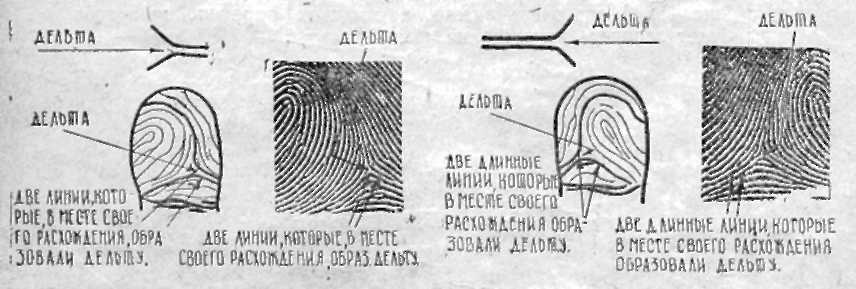 ДЕЛЬТА
ДЕЛЬТА
ДЕЛЬТА
ДЕЛЬТА
ДЕЛЬТА
ДЕЛЬТА
ДВЕ ЛИНИИ, КОТО-
РЫЕ, В МЕСТЕ СВОЕ-
ГО РАСХОЖДЕНИЯ, ОБРА
ЗОВАЛИ ДЕЛЬТУ.
ДВЕ ЛИНИИ, КОТОРЫЕ, В МЕСТЕ
СВОЕГО РАСХОЖДЕНИЯ, ОБРАЗ. ДЕЛЬТУ.
ДВЕ ДЛИННЫЕ
ЛИНИИ, КОТОРЫЕ
В МЕСТЕ СВОЕГО
РАСХОЖДЕНИЯ ОБРА-
ЗОВАЛИ ДЕЛЬТУ.
ДВЕ ДЛИННЫЕ ЛИНИИ, КОТОРЫЕ
В МЕСТЕ СВОЕГО РАСХОЖДЕНИЯ
ОБРАЗОВАЛИ ДЕЛЬТУ.